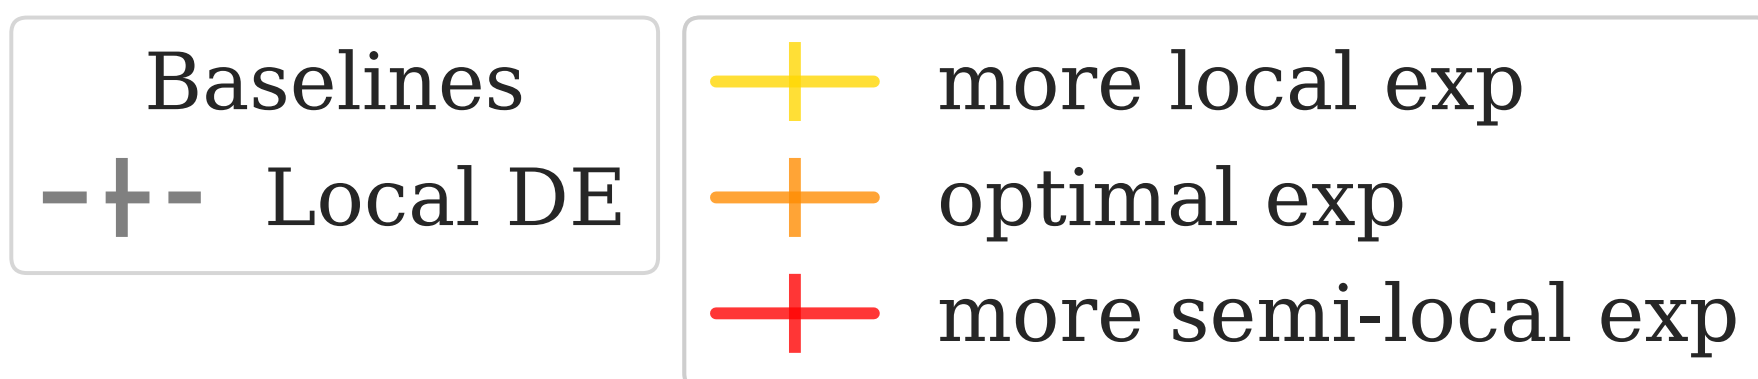 Baselines
Local DE
more local exp
optimal exp
more semi-local exp